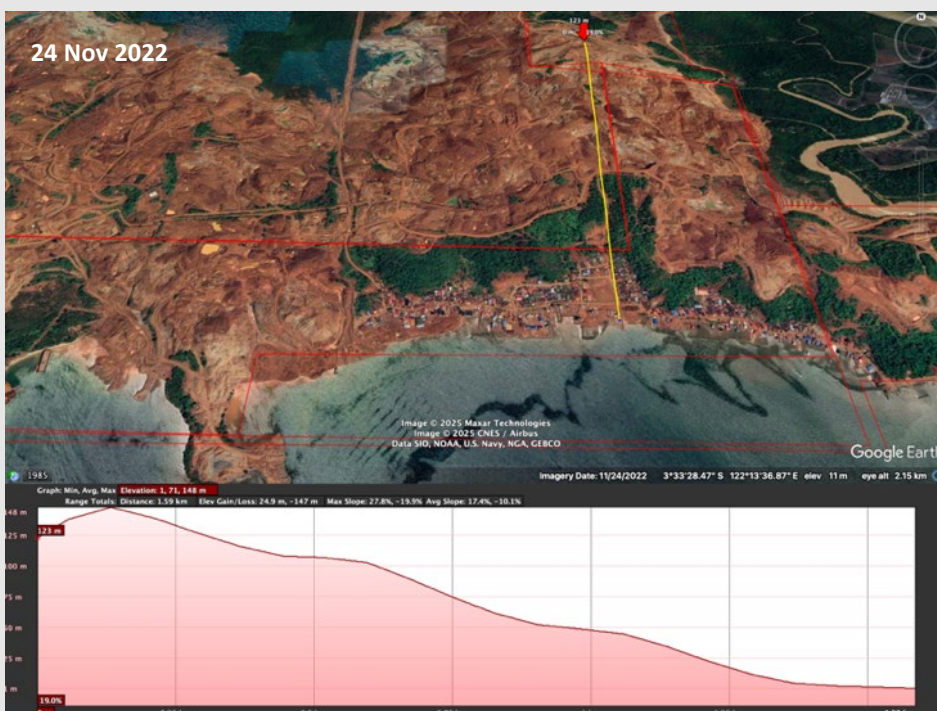 24 Nov 2022
123 m
N
Image © 2025 Maxar Technologies
Image © 2025 CNES / Airbus
Data SIO, NOAA, U.S. Navy, NGA, GEBCO
Google Earth
1985
Imagery Date: 11/24/2022 3°33'28.47" S 122°13'36.87" E elev 11 m eye alt 2.15 km
Graph: Min, Avg, Max Elevation: 1, 71, 148 m
Range Totals: Distance: 1.59 km Elev Gain/Loss: 24.9 m, -147 m Max Slope: 27.8%, -19.9% Avg Slope: 17.4%, -10.1%
148 m
123 m
125 m
100 m
75 m
50 m
25 m
1 m
19.0%